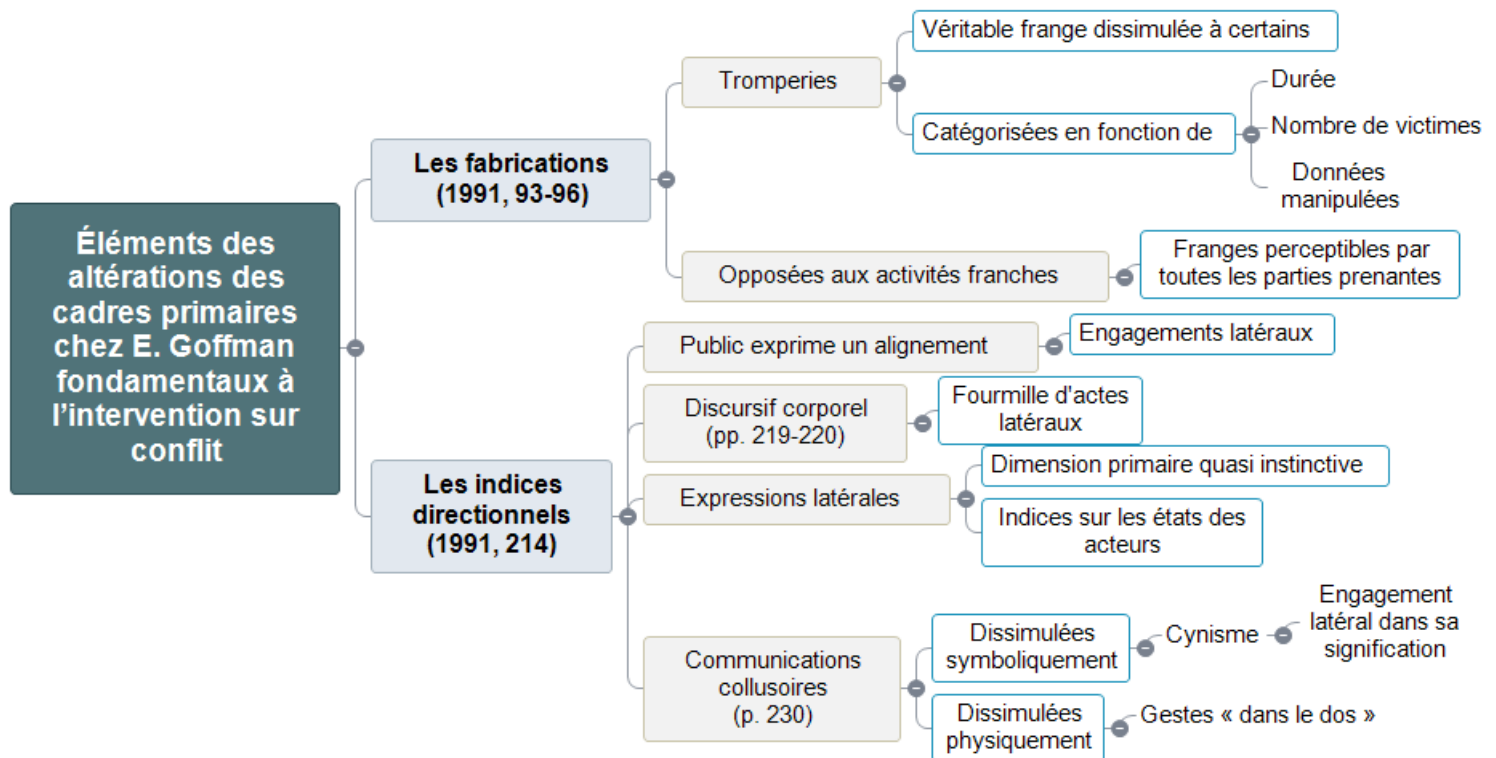 Éléments des
altérations des
cadres primaires
chez E. Goffman
fondamentaux à
l’intervention sur
conflit
Les fabrications
(1991, 93-96)
Tromperies
Véritable frange dissimulée à certains
Catégorisées en fonction de
Durée
Nombre de victimes
Données
manipulées
Opposées aux activités franches
Franges perceptibles par
toutes les parties prenantes
Les indices
directionnels
(1991, 214)
Public exprime un alignement
Engagements latéraux
Discursif corporel
(pp. 219-220)
Fourmille d'actes
latéraux
Expressions latérales
Dimension primaire quasi instinctive
Indices sur les états des
acteurs
Communications
collusoires
(p. 230)
Dissimulées
symboliquement
Cynisme
Engagement
latéral dans sa
signification
Dissimulées
physiquement
Gestes « dans le dos »